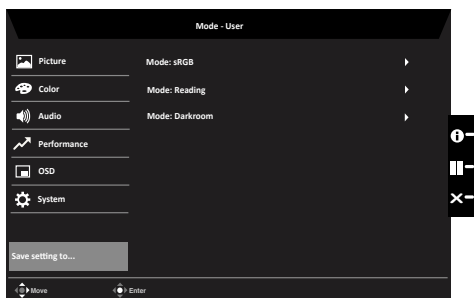 Mode - User
Picture
Mode: sRGB
Color
Mode: Reading
Audio
Mode: Darkroom
Performance
OSD
System
Save setting to...
Move
Enter